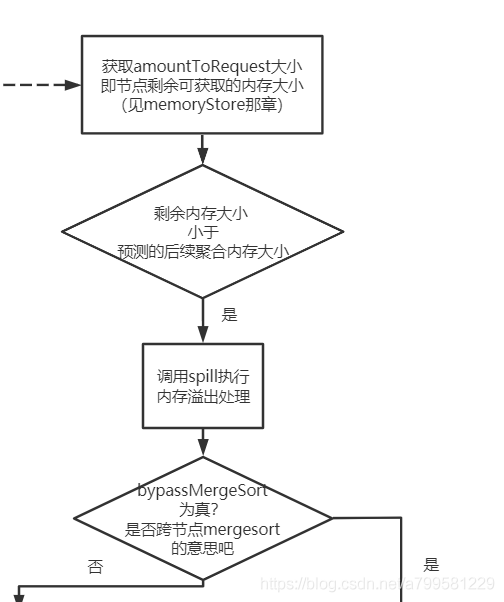 获取amountToRequest大小
即节点剩余可获取的内存大小
（见memoryStore那章）
剩余内存大小
小于
预测的后续聚合内存大小
是
调用spill执行
内存溢出处理
bypassMergeSort
为真?
是否跨节点mergesort
的意思吧
否
是
https://blog.csdn.net/a799581229